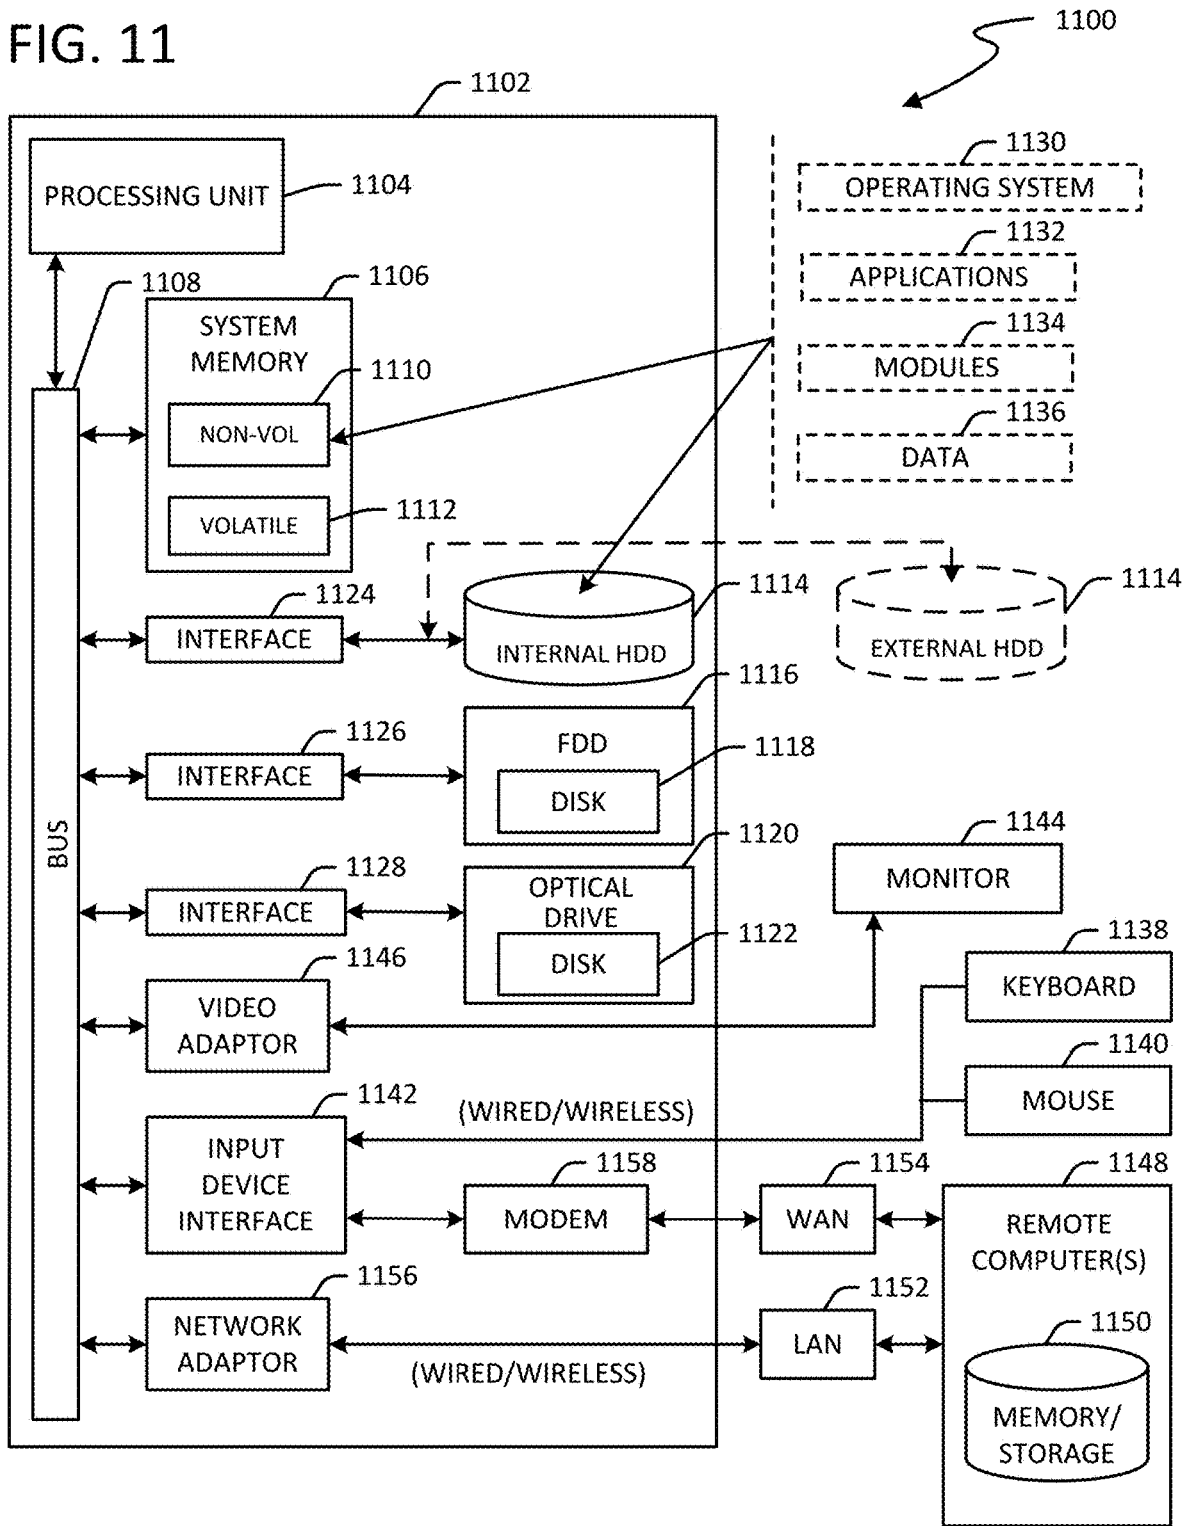 FIG. 11
1100
1102
1130
OPERATING SYSTEM
PROCESSING UNIT
1104
1132
APPLICATIONS
1108
1106
SYSTEM
MEMORY
1134
MODULES
1110
NON-VOL
1136
DATA
1112
VOLATILE
1124
INTERFACE
1114
INTERNAL HDD
1114
EXTERNAL HDD
1116
FDD
1126
INTERFACE
1118
DISK
BUS
1120
OPTICAL
DRIVE
1144
MONITOR
1128
INTERFACE
1122
DISK
1138
KEYBOARD
1146
VIDEO
ADAPTOR
1140
MOUSE
1142
INPUT
DEVICE
INTERFACE
(WIRED/WIRELESS)
1158
MODEM
1154
WAN
1148
REMOTE
COMPUTER(S)
1156
NETWORK
ADAPTOR
(WIRED/WIRELESS)
1152
LAN
1150
MEMORY/
STORAGE